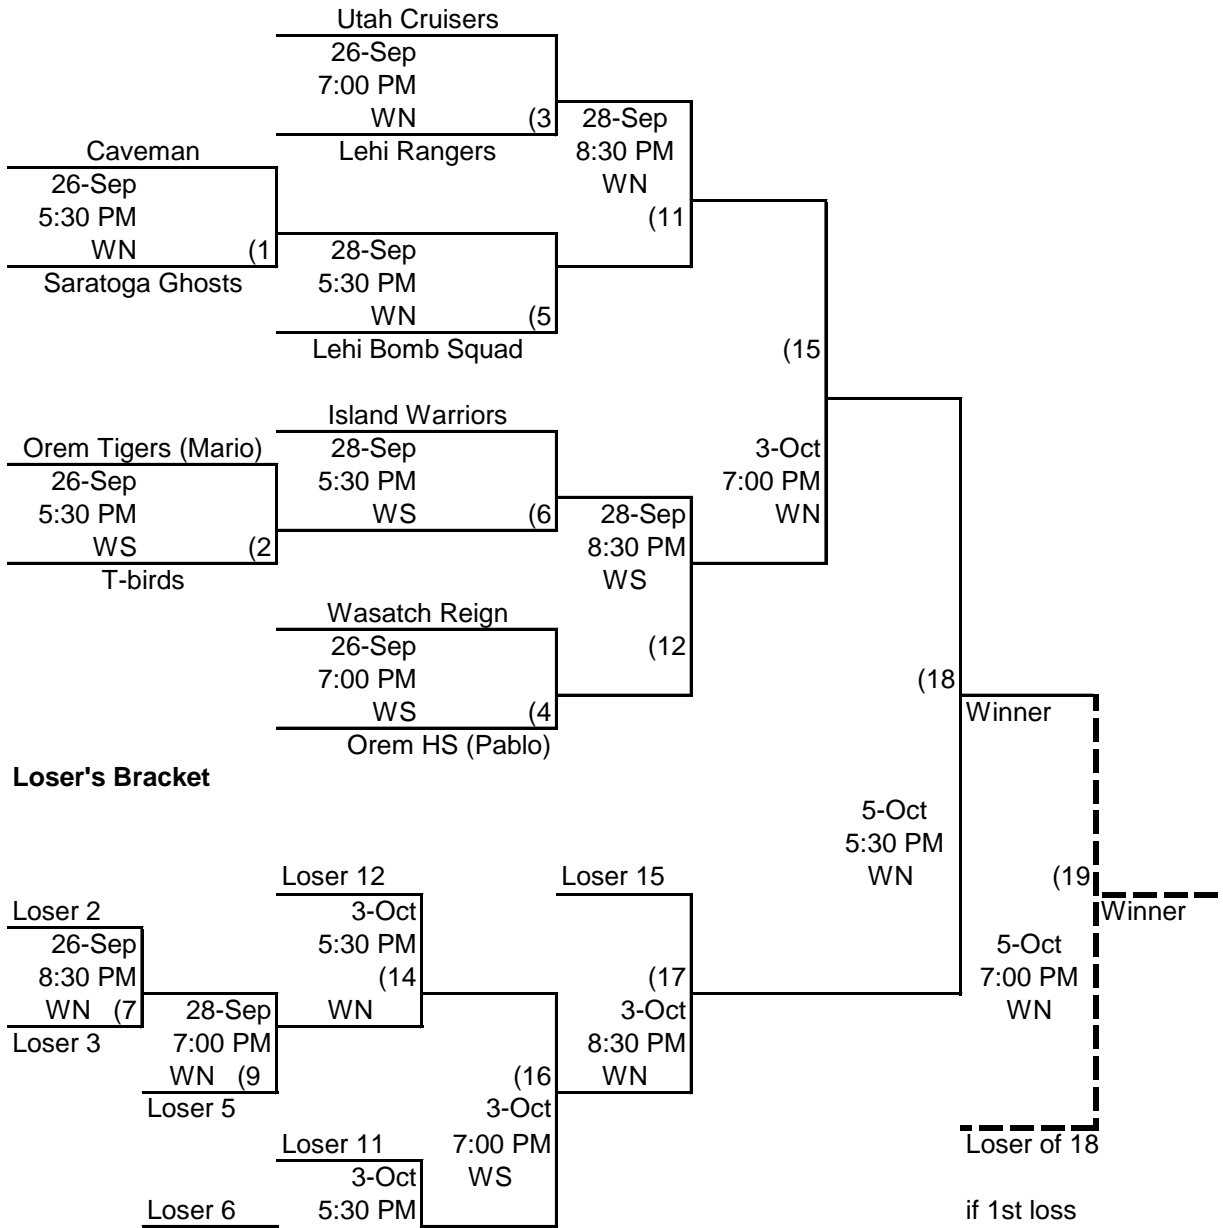 Utah Cruisers
26-Sep
7:00 PM
WN (3
Lehi Rangers
28-Sep
8:30 PM
WN
(11
Caveman
26-Sep
5:30 PM
WN (1
Saratoga Ghosts
28-Sep
5:30 PM
WN (5
Lehi Bomb Squad
(15
3-Oct
7:00 PM
WN
Island Warriors
28-Sep
5:30 PM
WS (6
Orem Tigers (Mario)
26-Sep
5:30 PM
WS (2
T-birds
28-Sep
8:30 PM
WS
(12
Wasatch Reign
26-Sep
7:00 PM
WS (4
Orem HS (Pablo)
(18
Winner
5-Oct
5:30 PM
WN
Loser's Bracket
Loser 12
3-Oct
5:30 PM
(14
WN
Loser 15
(17
3-Oct
8:30 PM
WN
(19
Winner
5-Oct
7:00 PM
WN
Loser 2
26-Sep
8:30 PM
WN (7
Loser 3
28-Sep
7:00 PM
WN (9
Loser 5
(16
3-Oct
7:00 PM
WS
Loser 11
3-Oct
5:30 PM
Loser 6
Loser of 18
if 1st loss